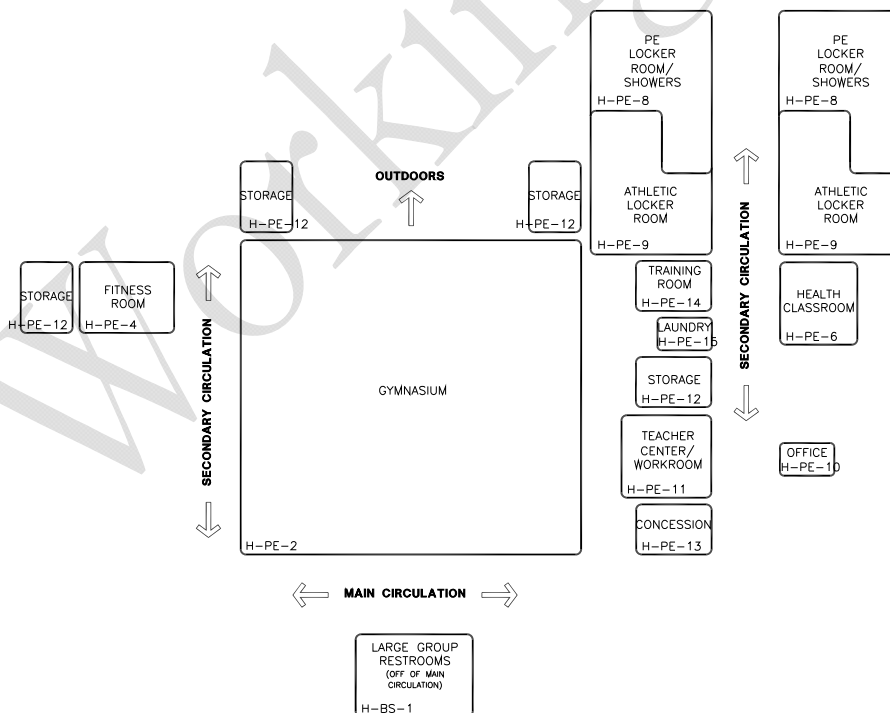 Working
PE
LOCKER
ROOM/
SHOWERS
H-PE-8
PE
LOCKER
ROOM/
SHOWERS
H-PE-8
STORAGE
H-PE-12
OUTDOORS
STORAGE
H-PE-12
ATHLETIC
LOCKER
ROOM
H-PE-9
ATHLETIC
LOCKER
ROOM
H-PE-9
STORAGE
H-PE-12
FITNESS
ROOM
H-PE-4
SECONDARY CIRCULATION
GYMNASIUM
H-PE-2
TRAINING
ROOM
H-PE-14
LAUNDRY
H-PE-15
STORAGE
H-PE-12
TEACHER
CENTER/
WORKROOM
H-PE-11
CONCESSION
H-PE-13
SECONDARY CIRCULATION
HEALTH
CLASSROOM
H-PE-6
OFFICE
H-PE-10
MAIN CIRCULATION
LARGE GROUP
RESTROOMS
(OFF OF MAIN
CIRCULATION)
H-BS-1